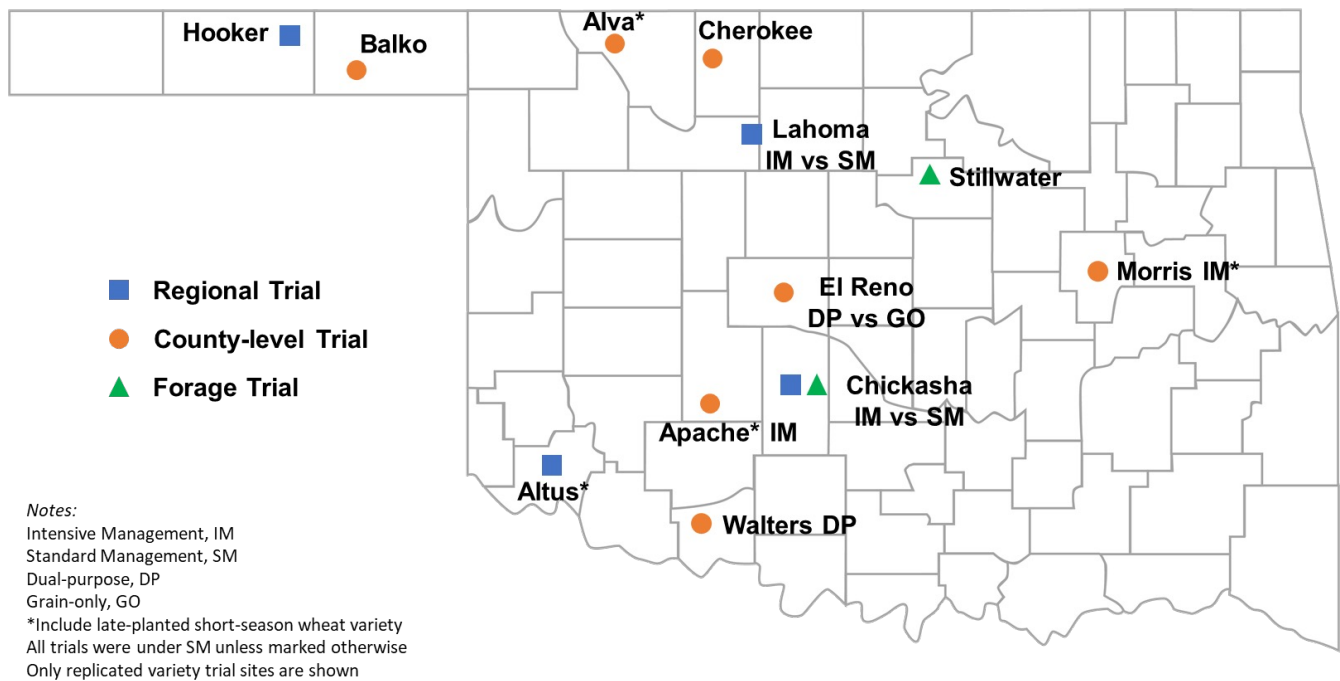 Hooker
Balko
Alva*
Cherokee
Lahoma
IM vs SM
Stillwater
Morris IM*
El Reno
DP vs GO
Regional Trial
County-level Trial
Forage Trial
Chickasha
IM vs SM
Apache* IM
Altus*
Walters DP
Notes:
Intensive Management, IM
Standard Management, SM
Dual-purpose, DP
Grain-only, GO
*Include late-planted short-season wheat variety
All trials were under SM unless marked otherwise
Only replicated variety trial sites are shown